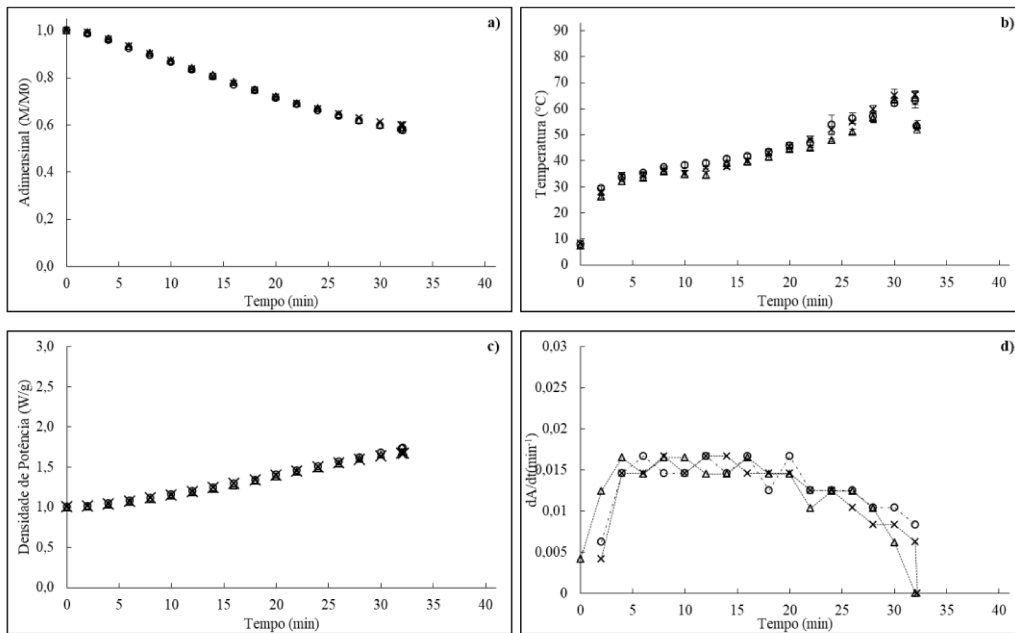 a)
Adimensinal (M/M0)
1,0
0,8
0,6
0,4
0,2
0,0
0 5 10 15 20 25 30 35 40
Tempo (min)
b)
Temperatura (°C)
90
80
70
60
50
40
30
20
10
0
0 5 10 15 20 25 30 35 40
Tempo (min)
c)
Densidade de Potência (W/g)
3,0
2,5
2,0
1,5
1,0
0,5
0,0
0 5 10 15 20 25 30 35 40
Tempo (min)
d)
dA/dt(min⁻¹)
0,03
0,025
0,02
0,015
0,01
0,005
0
0 5 10 15 20 25 30 35 40
Tempo (min)